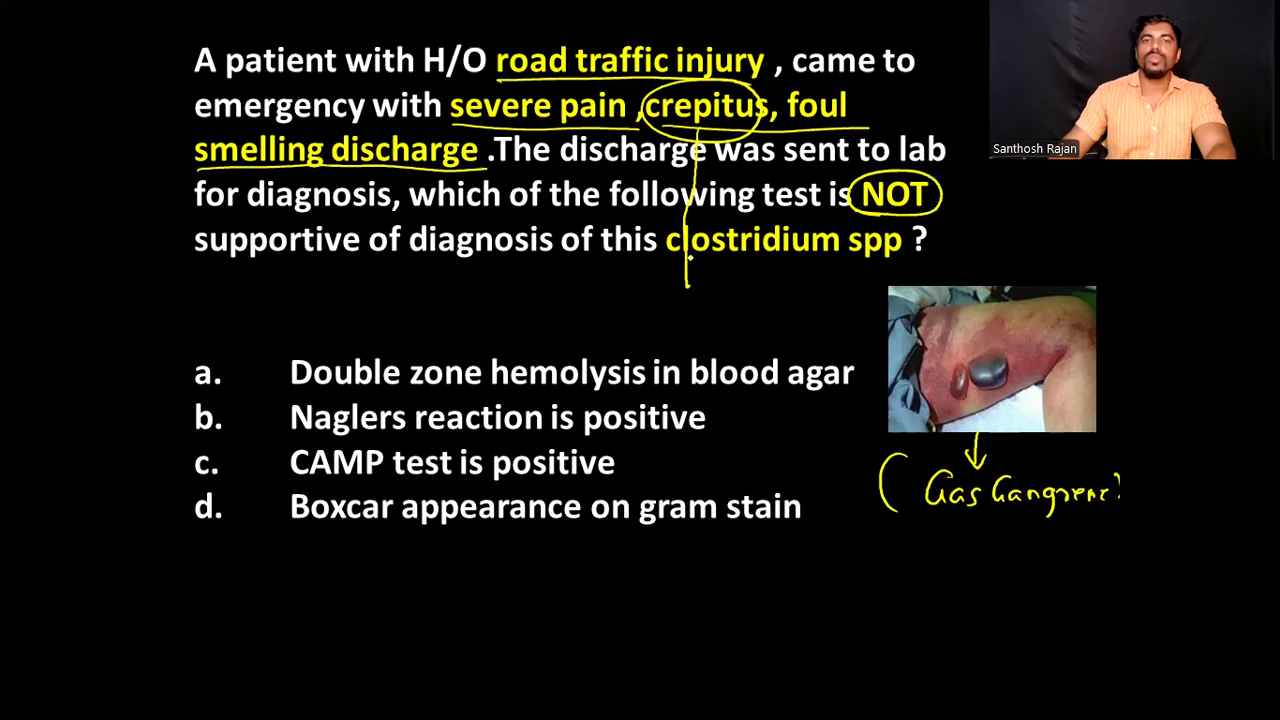 A patient with H/O road traffic injury , came to
emergency with severe pain ,crepitus, foul
smelling discharge .The discharge was sent to lab
for diagnosis, which of the following test is NOT
supportive of diagnosis of this clostridium spp ?
Santhosh Rajan
a. Double zone hemolysis in blood agar
b. Naglers reaction is positive
c. CAMP test is positive
d. Boxcar appearance on gram stain
(Gas Gangrene)